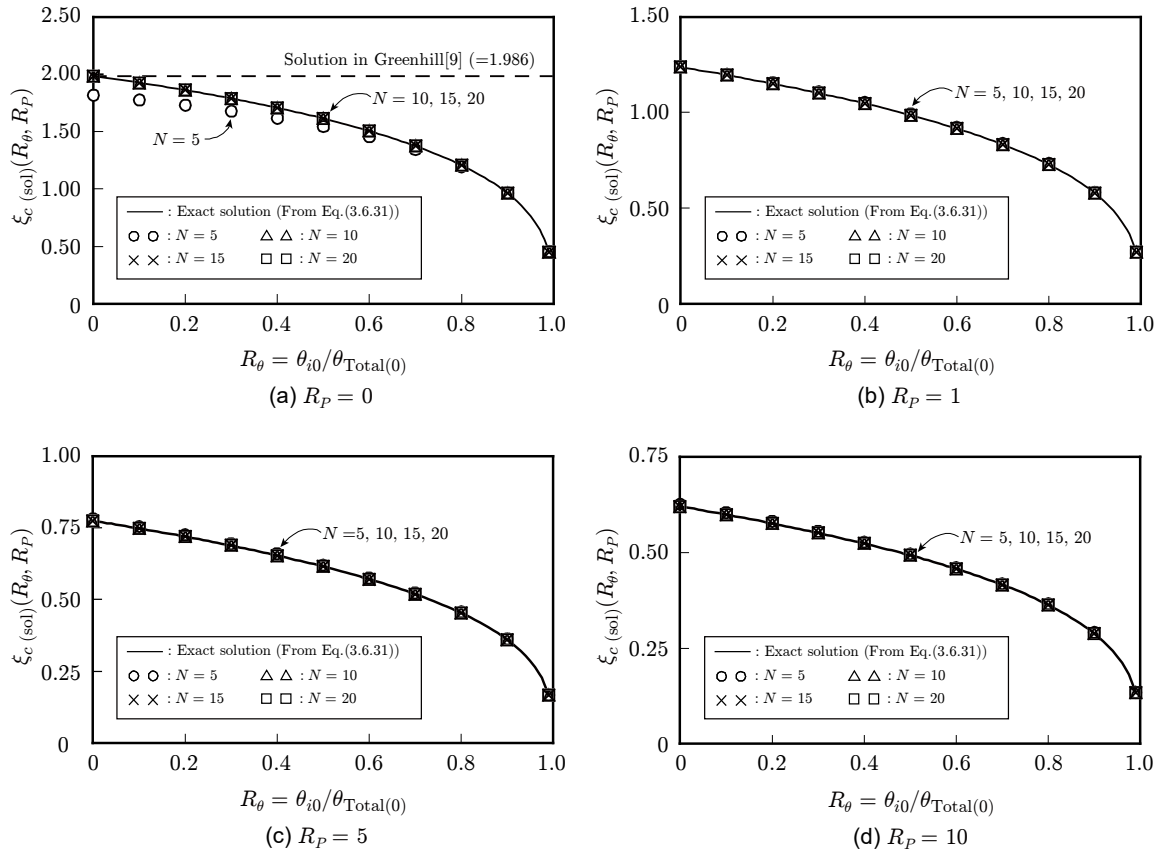 2.50
2.00
1.50
1.00
0.50
0
ξc (sol)(Rθ, RP)
Solution in Greenhill[9] (=1.986)
N = 10, 15, 20
N = 5
: Exact solution (From Eq.(3.6.31))
: N = 5 : N = 10
: N = 15 : N = 20
0 0.2 0.4 0.6 0.8 1.0
Rθ = θi0/θTotal(0)
(a) RP = 0
1.50
1.00
0.50
0
ξc (sol)(Rθ, RP)
N = 5, 10, 15, 20
: Exact solution (From Eq.(3.6.31))
: N = 5 : N = 10
: N = 15 : N = 20
0 0.2 0.4 0.6 0.8 1.0
Rθ = θi0/θTotal(0)
(b) RP = 1
1.00
0.75
0.50
0.25
0
ξc (sol)(Rθ, RP)
N =5, 10, 15, 20
: Exact solution (From Eq.(3.6.31))
: N = 5 : N = 10
: N = 15 : N = 20
0 0.2 0.4 0.6 0.8 1.0
Rθ = θi0/θTotal(0)
(c) RP = 5
0.75
0.50
0.25
0
ξc (sol)(Rθ, RP)
N = 5, 10, 15, 20
: Exact solution (From Eq.(3.6.31))
: N = 5 : N = 10
: N = 15 : N = 20
0 0.2 0.4 0.6 0.8 1.0
Rθ = θi0/θTotal(0)
(d) RP = 10